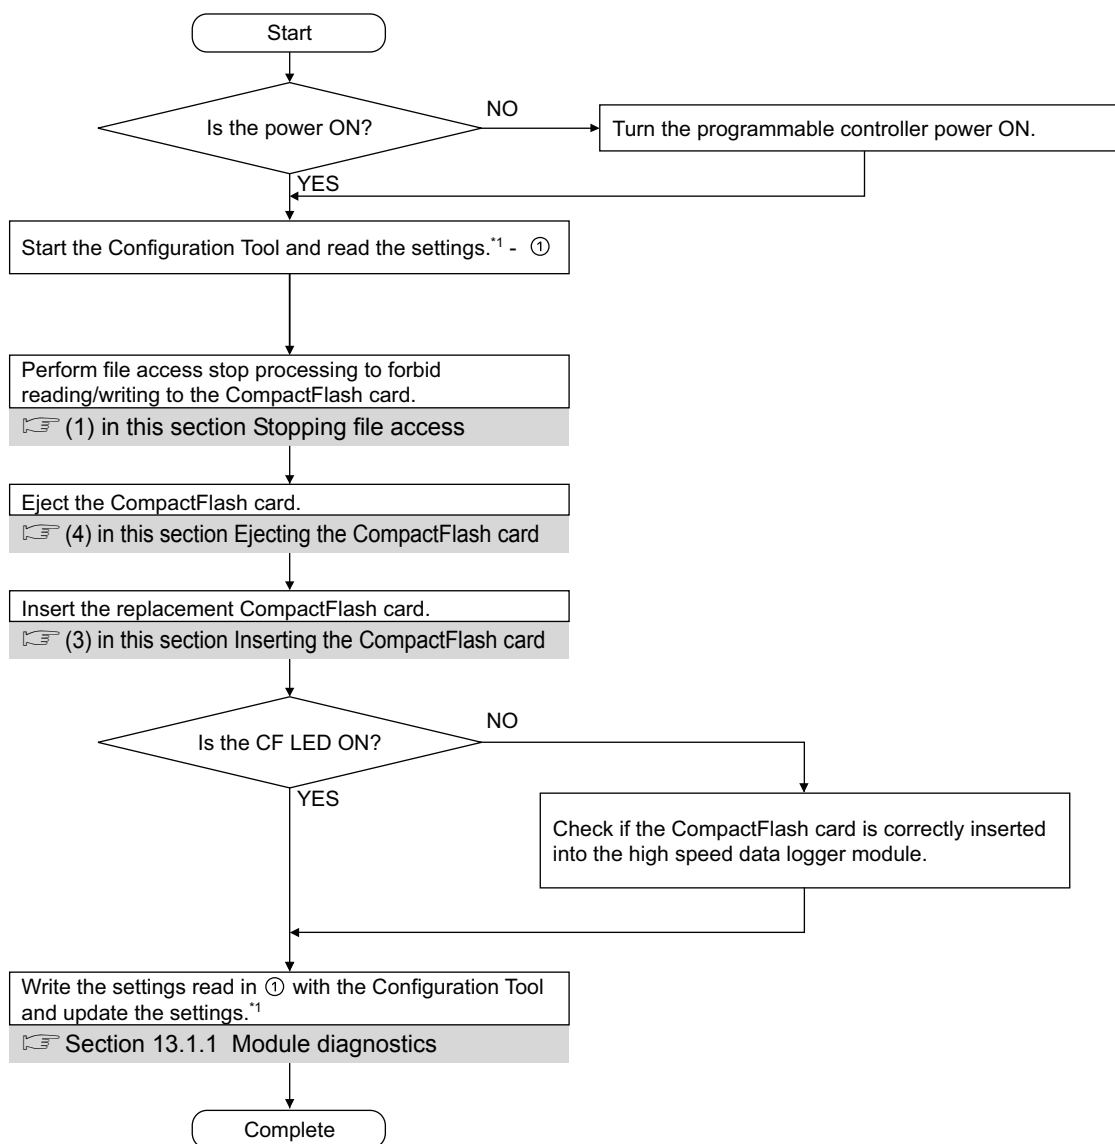 Start
Is the power ON?
NO
Turn the programmable controller power ON.
YES
Start the Configuration Tool and read the settings.*1 - ①
Perform file access stop processing to forbid
reading/writing to the CompactFlash card.
☞ (1) in this section Stopping file access
Eject the CompactFlash card.
☞ (4) in this section Ejecting the CompactFlash card
Insert the replacement CompactFlash card.
☞ (3) in this section Inserting the CompactFlash card
Is the CF LED ON?
NO
YES
Check if the CompactFlash card is correctly inserted
into the high speed data logger module.
Write the settings read in ① with the Configuration Tool
and update the settings.*1
☞ Section 13.1.1 Module diagnostics
Complete